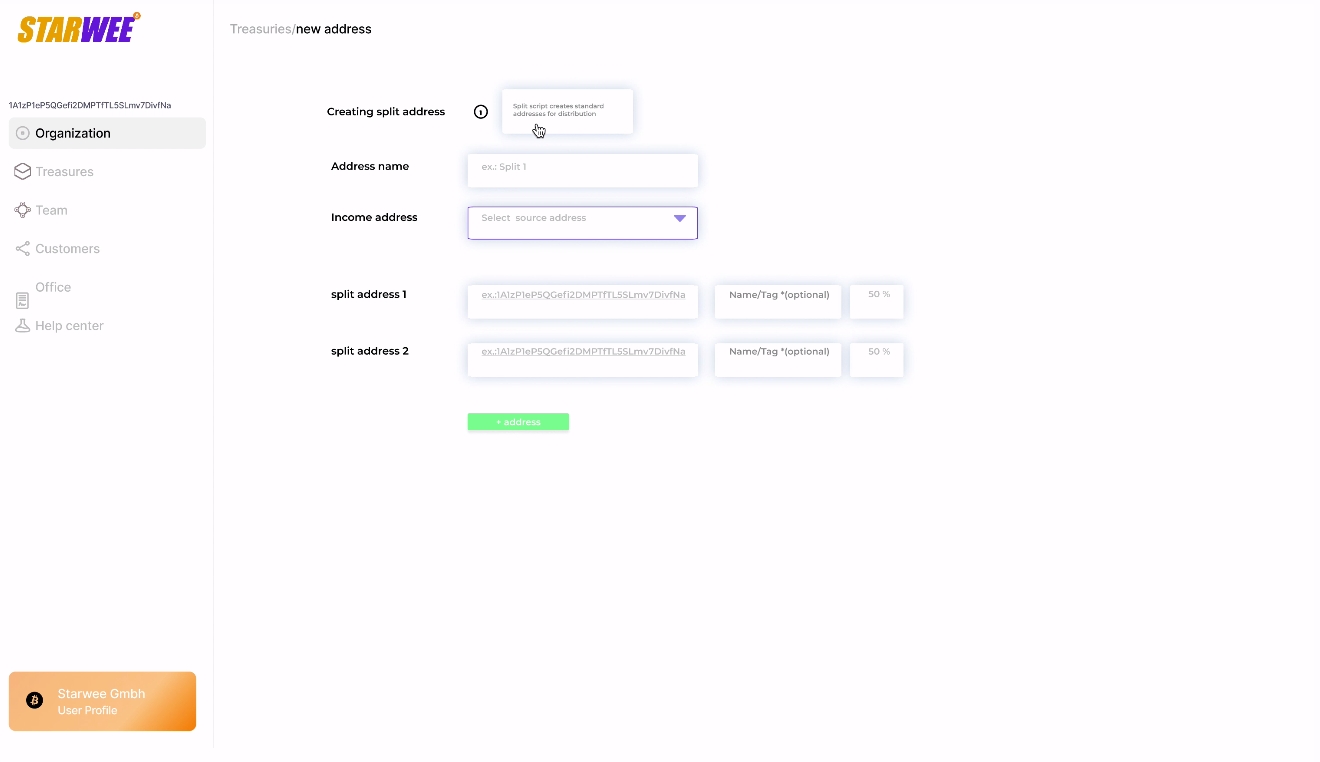 STARWEE
Treasuries/new address
1A1zP1eP5QGefi2DMPTfTL5SLmv7DivfNa
Organization
Treasures
Team
Customers
Office
Help center
Creating split address
Split script creates standard
addresses for distribution
Address name
ex.: Split 1
Income address
Select source address
split address 1
ex.:1A1zP1eP5QGefi2DMPTfTL5SLmv7DivfNa
Name/Tag *(optional)
50 %
split address 2
ex.:1A1zP1eP5QGefi2DMPTfTL5SLmv7DivfNa
Name/Tag *(optional)
50 %
+ address
Starwee Gmbh
User Profile